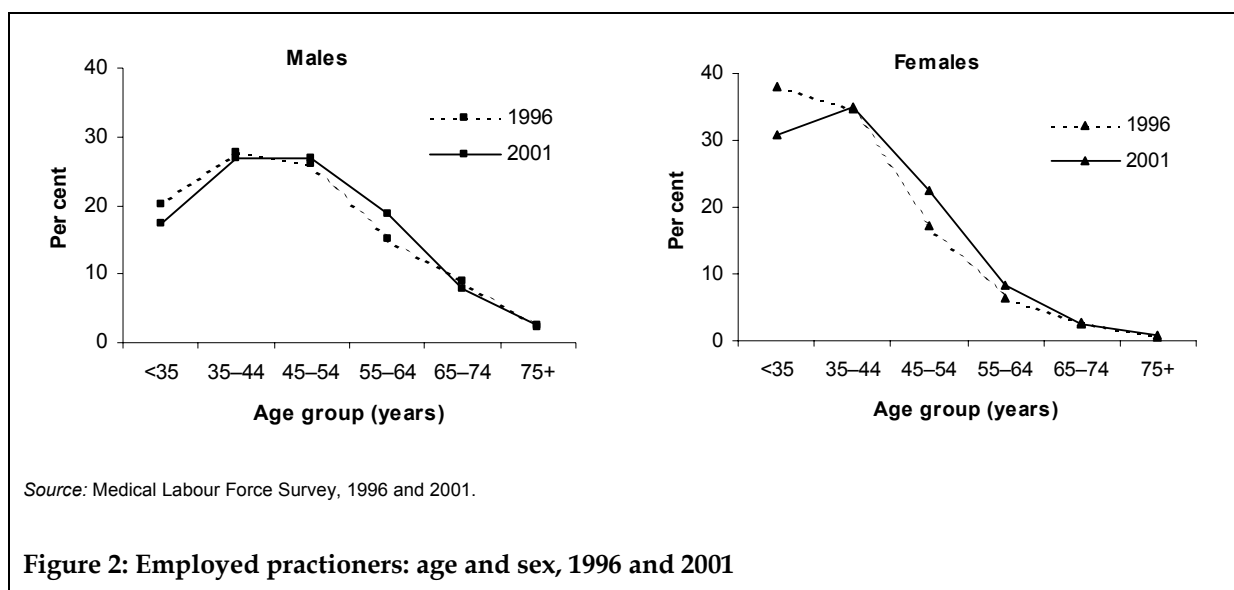 Males
40
30
20
10
0
Per cent
1996
2001
<35 35–44 45–54 55–64 65–74 75+
Age group (years)
Females
40
30
20
10
0
Per cent
1996
2001
<35 35–44 45–54 55–64 65–74 75+
Age group (years)
Source: Medical Labour Force Survey, 1996 and 2001.
Figure 2: Employed practioners: age and sex, 1996 and 2001